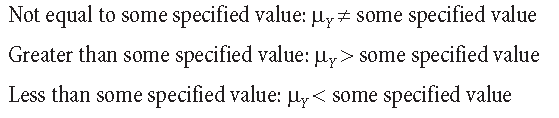 Not equal to some specified value: μY ≠ some specified value
Greater than some specified value: μY > some specified value
Less than some specified value: μY < some specified value